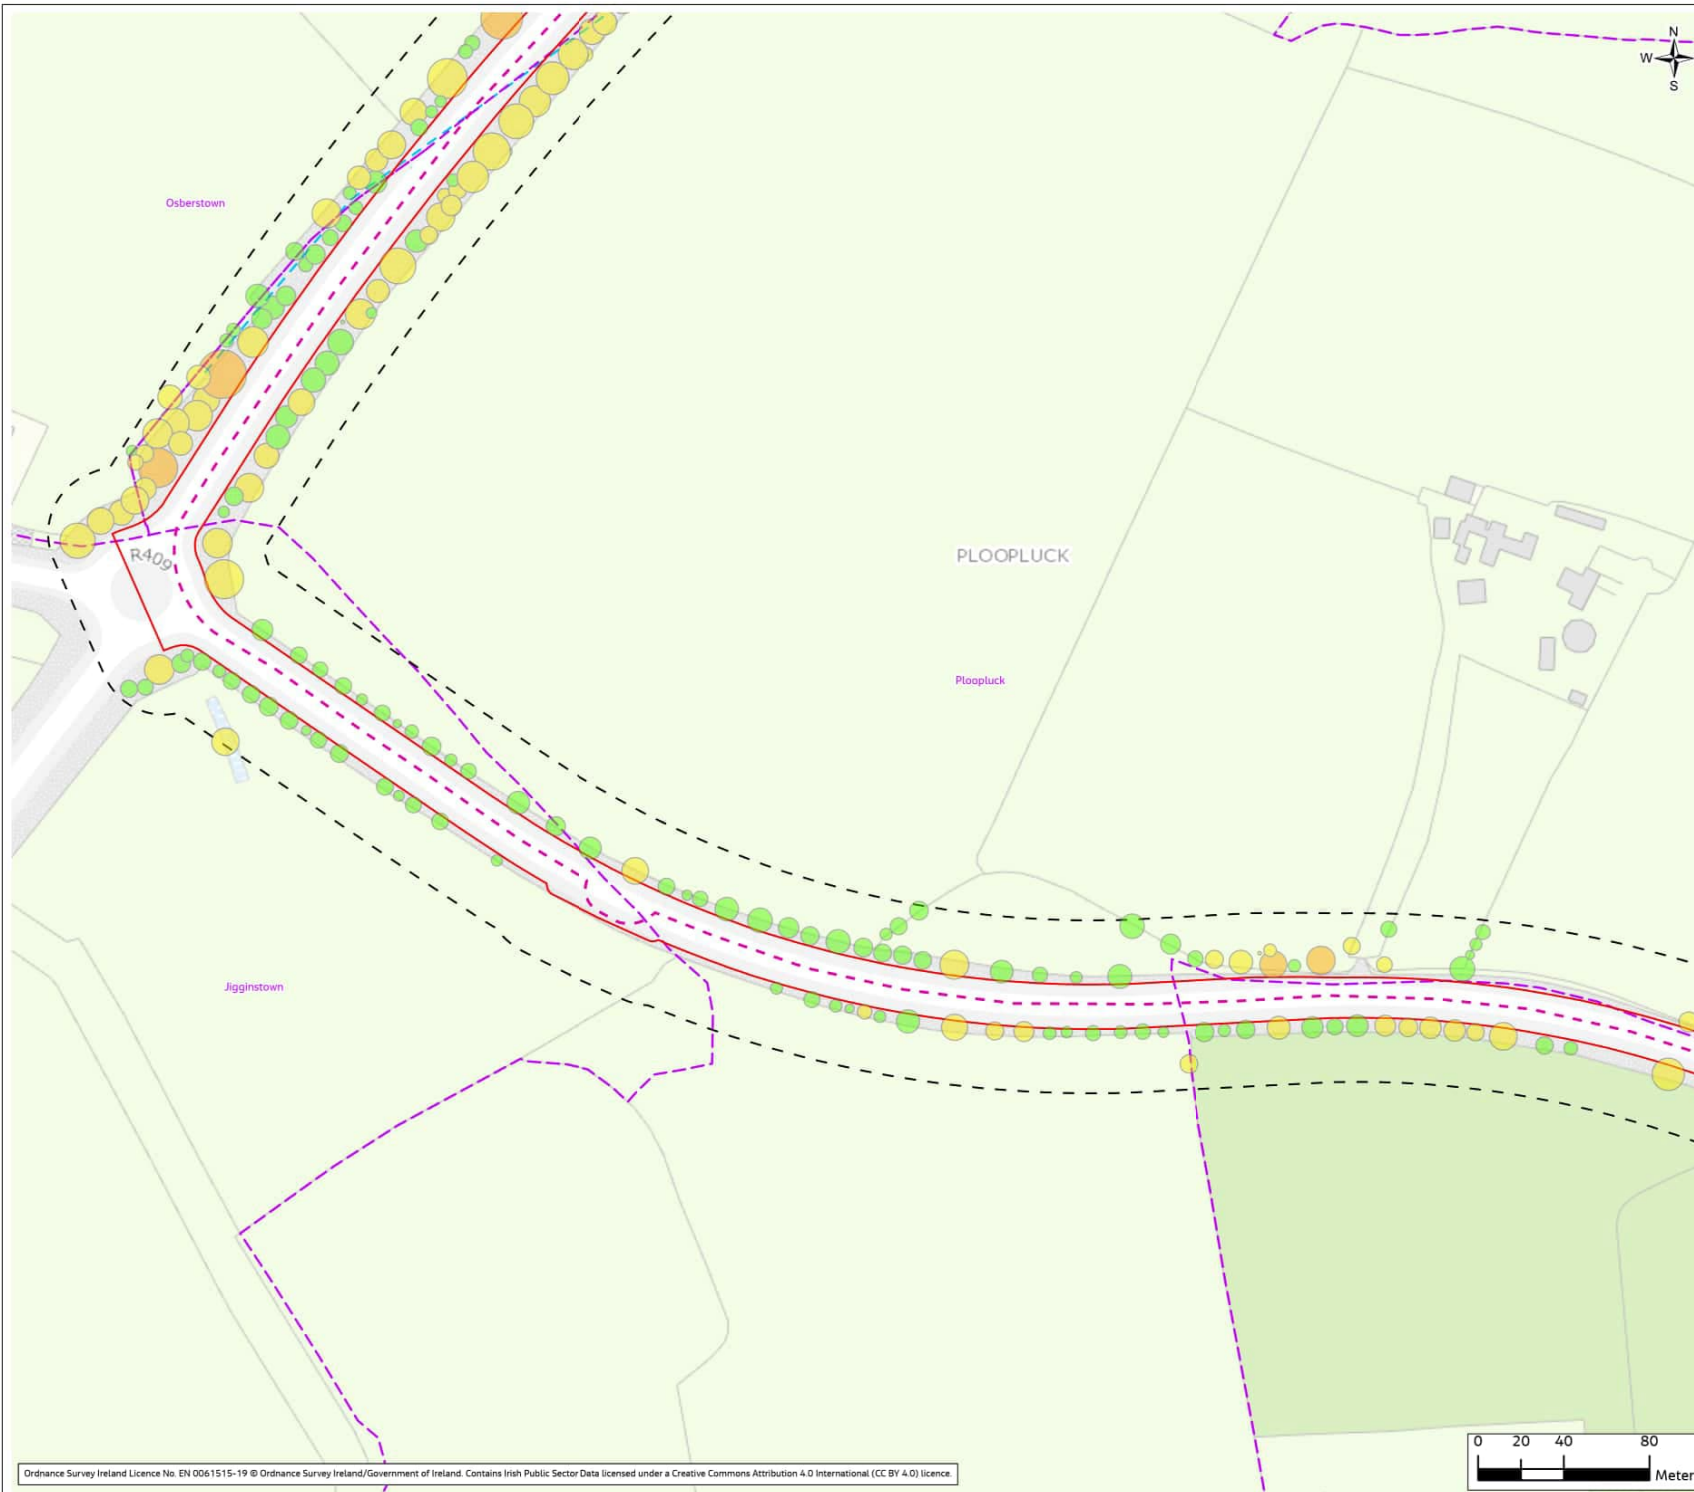 N
W
S
Osberstown
R409
PLOOPLUCK
Ploopluck
Jigginstown
0 20 40 80
Meter
Ordnance Survey Ireland Licence No. EN 0061515-19 © Ordnance Survey Ireland/Government of Ireland. Contains Irish Public Sector Data licensed under a Creative Commons Attribution 4.0 International (CC BY 4.0) licence.